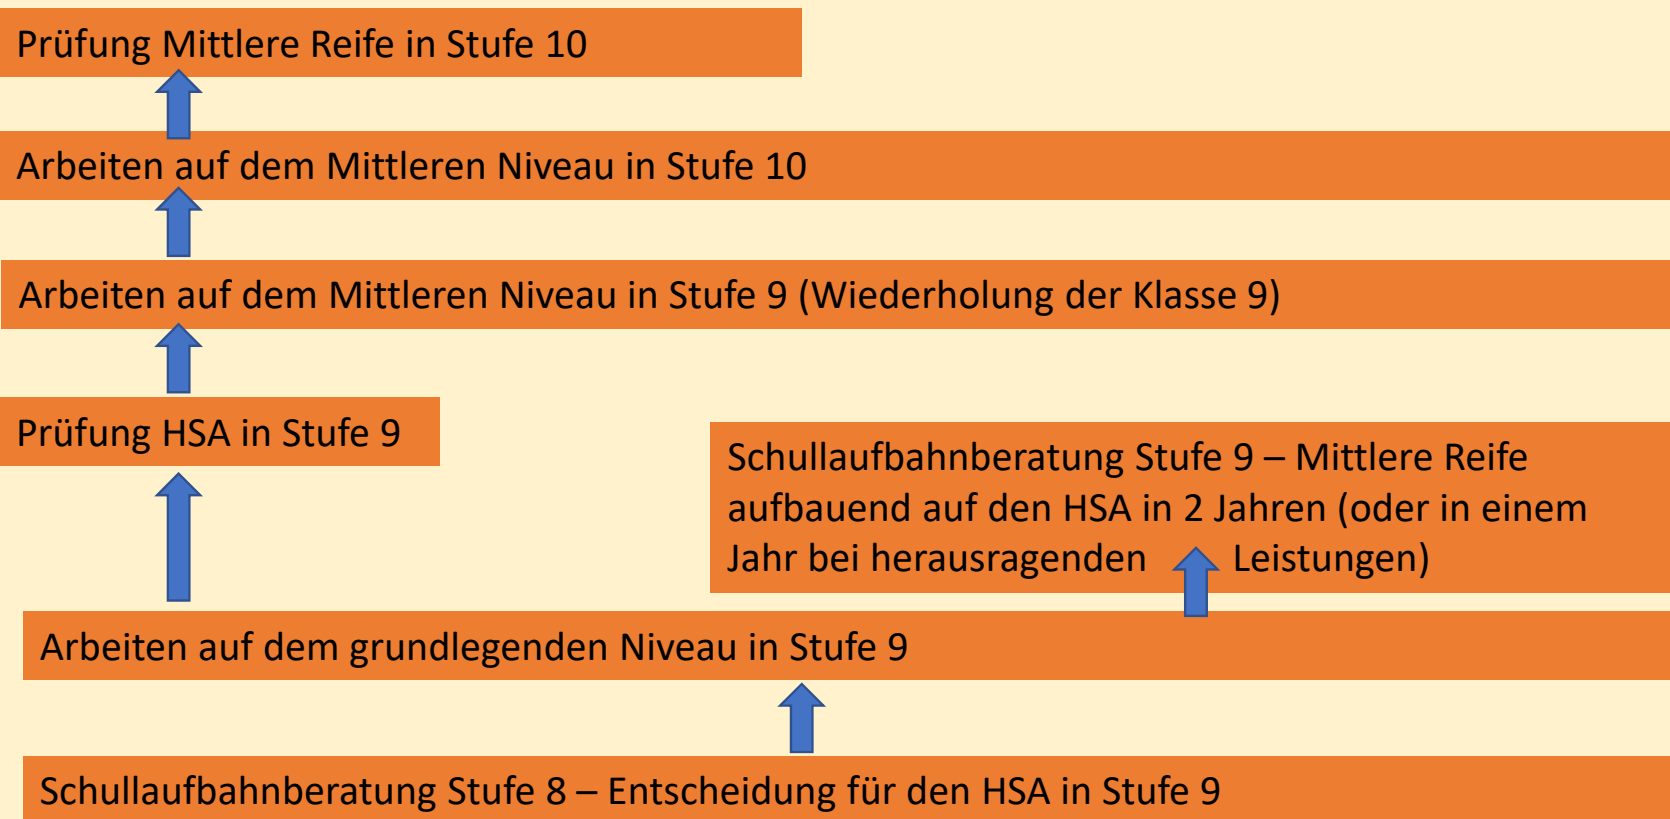 Prüfung Mittlere Reife in Stufe 10
Arbeiten auf dem Mittleren Niveau in Stufe 10
Arbeiten auf dem Mittleren Niveau in Stufe 9 (Wiederholung der Klasse 9)
Prüfung HSA in Stufe 9
Schullaufbahnberatung Stufe 9 – Mittlere Reife
aufbauend auf den HSA in 2 Jahren (oder in einem
Jahr bei herausragenden Leistungen)
Arbeiten auf dem grundlegenden Niveau in Stufe 9
Schullaufbahnberatung Stufe 8 – Entscheidung für den HSA in Stufe 9